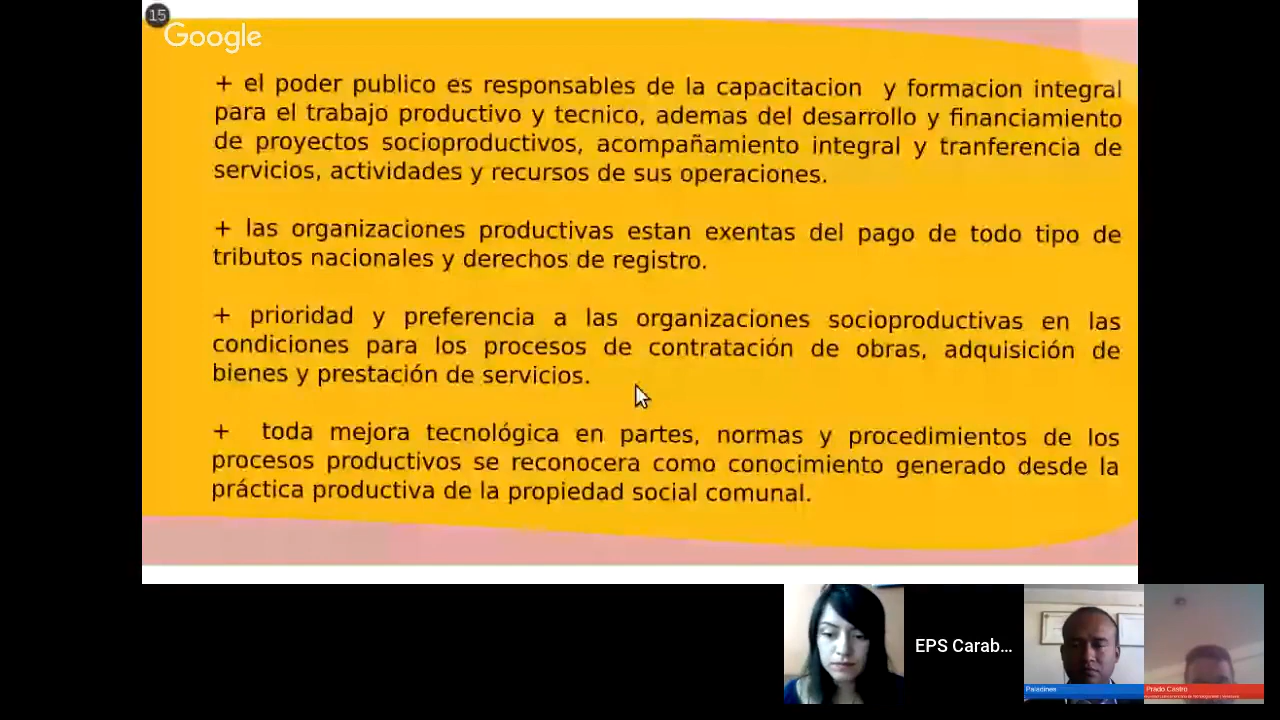 15
Google
+ el poder publico es responsables de la capacitacion y formacion integral
para el trabajo productivo y tecnico, ademas del desarrollo y financiamiento
de proyectos socioproductivos, acompañamiento integral y tranferencia de
servicios, actividades y recursos de sus operaciones.
+ las organizaciones productivas estan exentas del pago de todo tipo de
tributos nacionales y derechos de registro.
+ prioridad y preferencia a las organizaciones socioproductivas en las
condiciones para los procesos de contratación de obras, adquisición de
bienes y prestación de servicios.
+ toda mejora tecnológica en partes, normas y procedimientos de los
procesos productivos se reconocera como conocimiento generado desde la
práctica productiva de la propiedad social comunal.
EPS Carab...
Paladines
Prado Castro